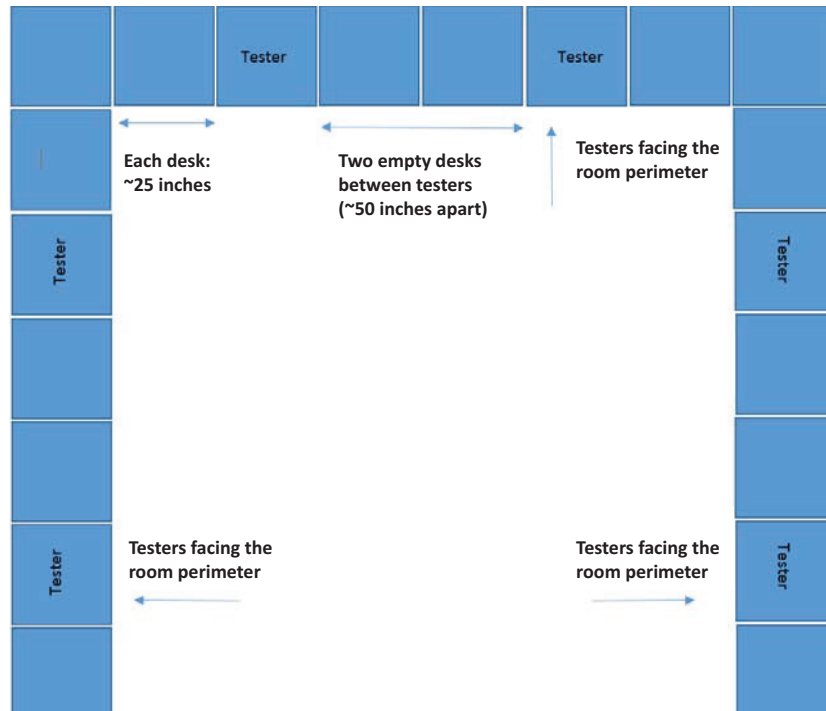 Tester
Tester
Each desk:
~25 inches
Two empty desks
between testers
(~50 inches apart)
Testers facing the
room perimeter
Tester
Tester
Testers facing the
room perimeter
Testers facing the
room perimeter
Tester
Tester